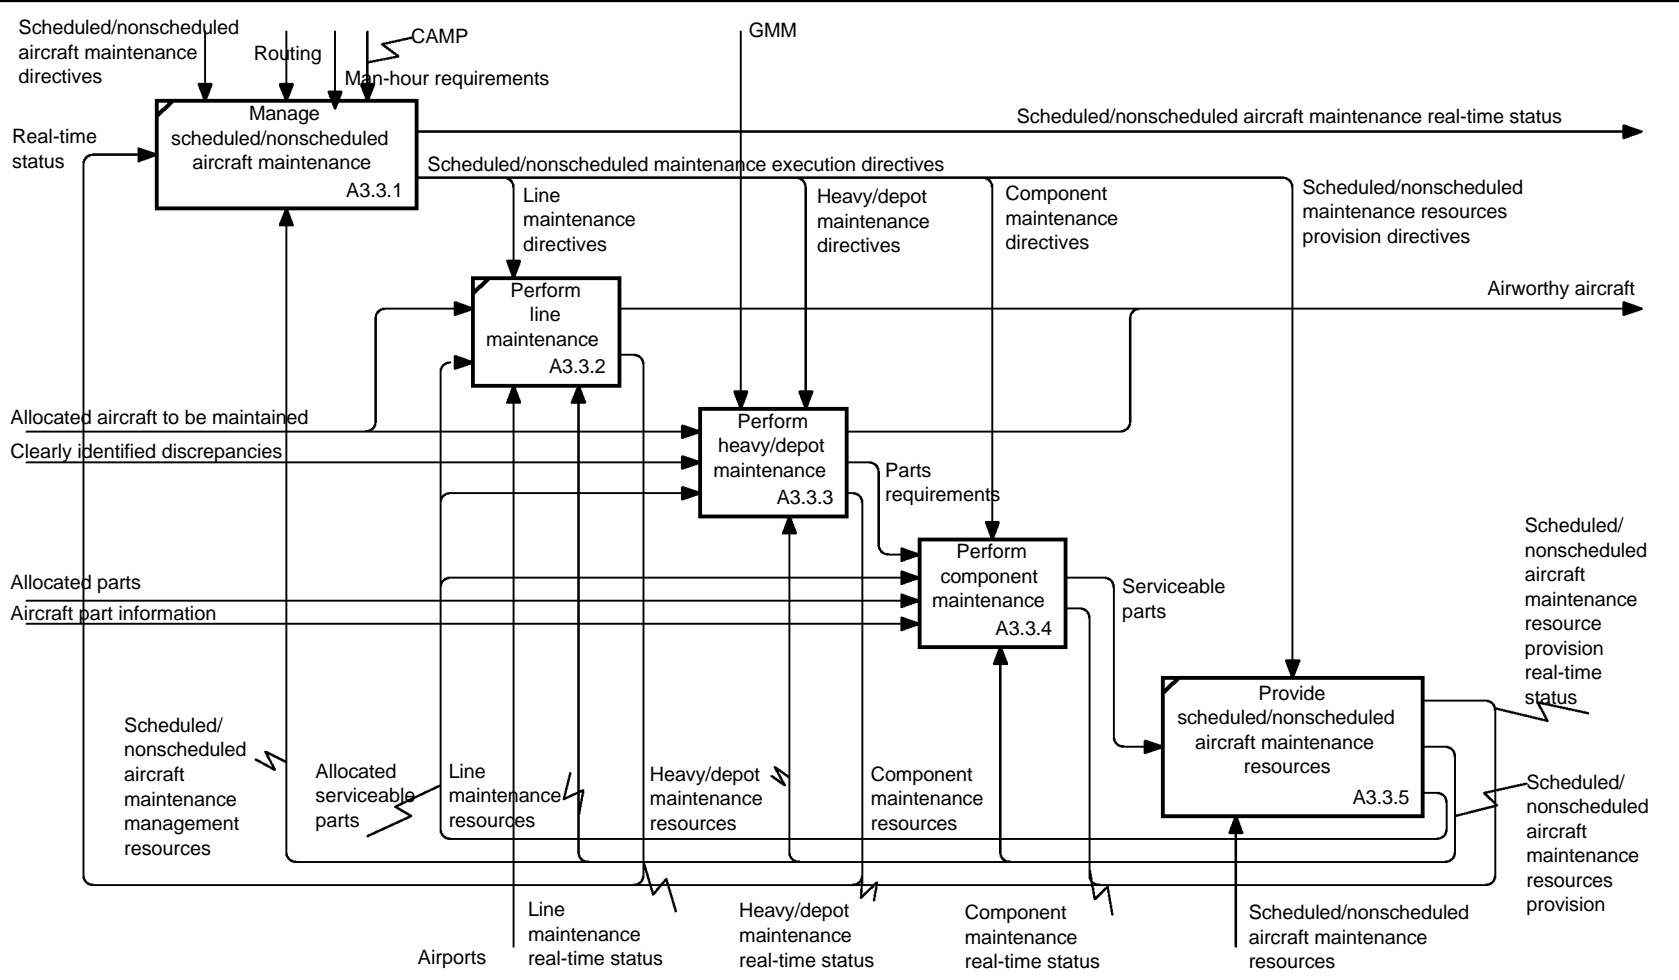 Scheduled/nonscheduled
aircraft maintenance
directives
Routing
CAMP
Man-hour requirements
GMM
Manage
scheduled/nonscheduled
aircraft maintenance
A3.3.1
Real-time
status
Scheduled/nonscheduled aircraft maintenance real-time status
Scheduled/nonscheduled maintenance execution directives
Line
maintenance
directives
Heavy/depot
maintenance
directives
Component
maintenance
directives
Scheduled/nonscheduled
maintenance resources
provision directives
Perform
line
maintenance
A3.3.2
Airworthy aircraft
Allocated aircraft to be maintained
Clearly identified discrepancies
Perform
heavy/depot
maintenance
A3.3.3
Parts
requirements
Allocated parts
Aircraft part information
Perform
component
maintenance
A3.3.4
Serviceable
parts
Scheduled/
nonscheduled
aircraft
maintenance
resource
provision
real-time
status
Provide
scheduled/nonscheduled
aircraft maintenance
resources
A3.3.5
Scheduled/
nonscheduled
aircraft
maintenance
management
resources
Allocated
serviceable
parts
Line
maintenance
resources
Heavy/depot
maintenance
resources
Component
maintenance
resources
Scheduled/
nonscheduled
aircraft
maintenance
resources
provision
Airports
Line
maintenance
real-time status
Heavy/depot
maintenance
real-time status
Component
maintenance
real-time status
Scheduled/nonscheduled
aircraft maintenance
resources